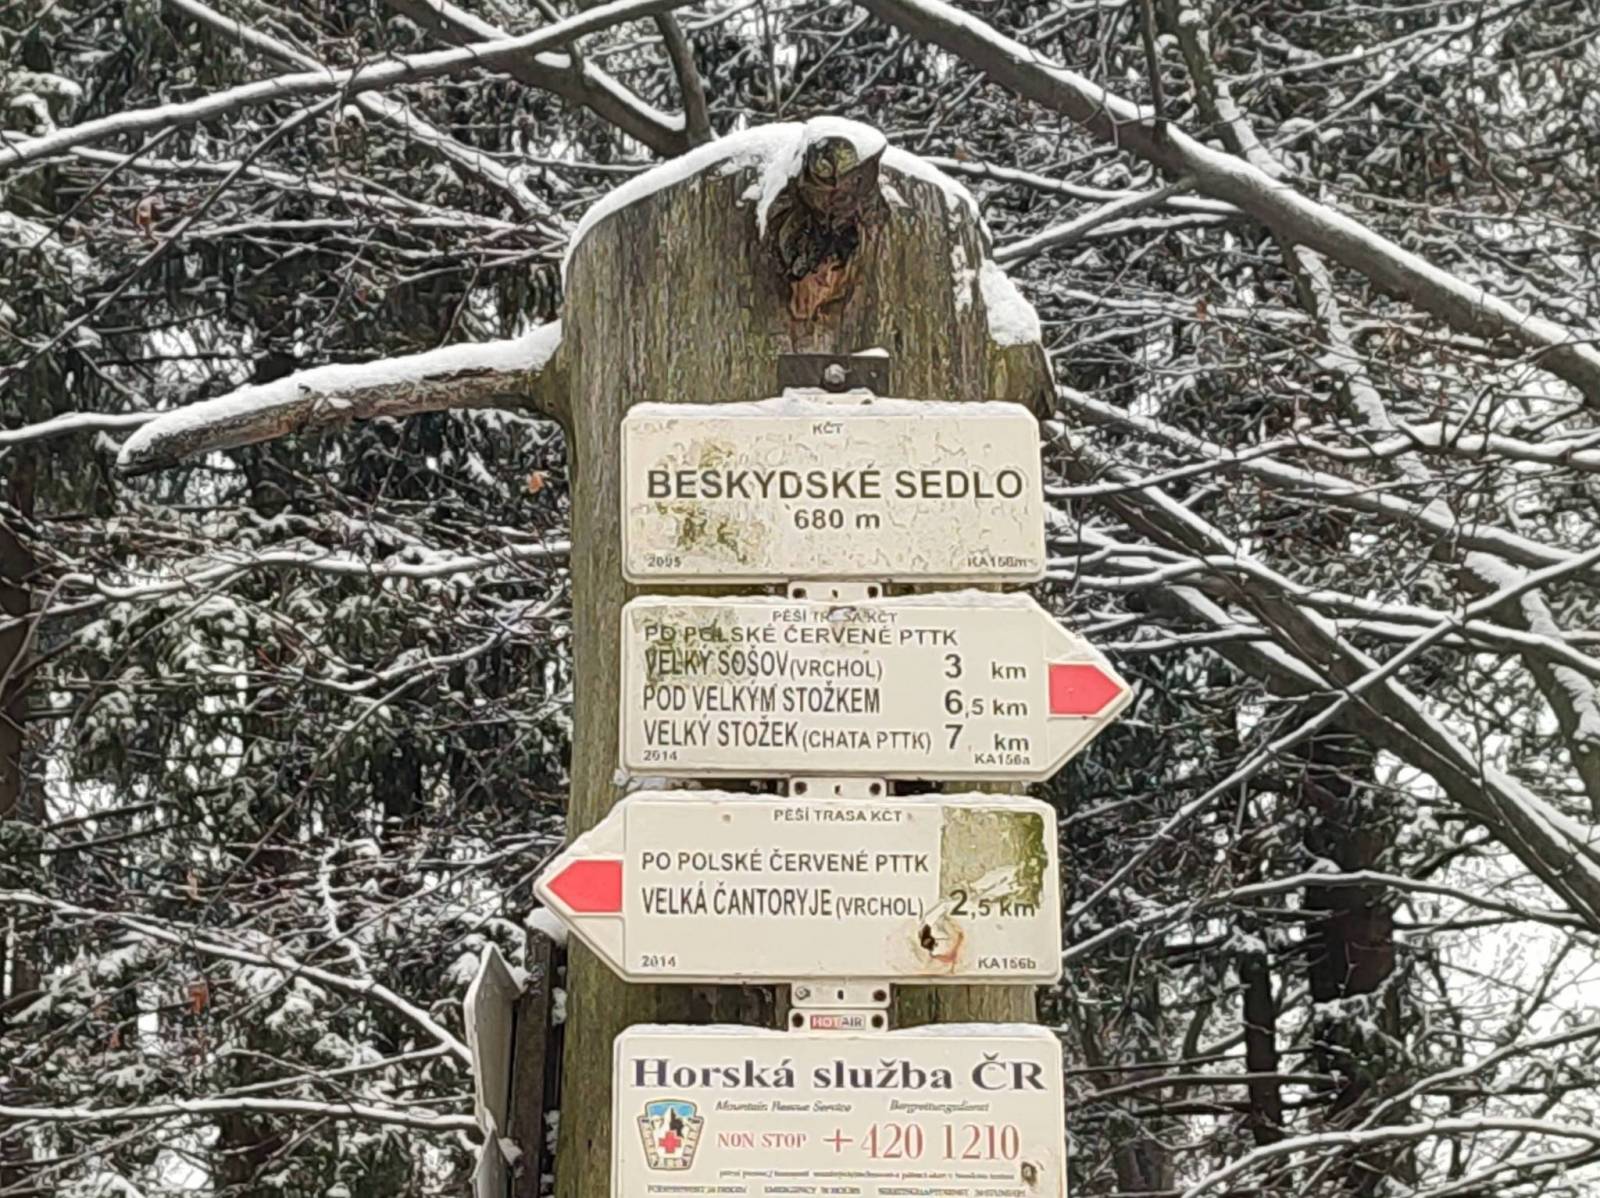 KČT
BESKYDSKÉ SEDLO
680 m
2005 KA156m
PĚŠÍ TRASA KČT
PO POLSKÉ ČERVENÉ PTTK
VELKÝ SOŠOV (VRCHOL) 3 km
POD VELKÝM STOŽKEM 6,5 km
VELKÝ STOŽEK (CHATA PTTK) 7 km
2014 KA156a
PĚŠÍ TRASA KČT
PO POLSKÉ ČERVENÉ PTTK
VELKÁ ČANTORYJE (VRCHOL) 2,5 km
2014 KA156b
HOTAIR
Horská služba ČR
Mountain Rescue Service Bergrettungsdienst
NON STOP +420 1210